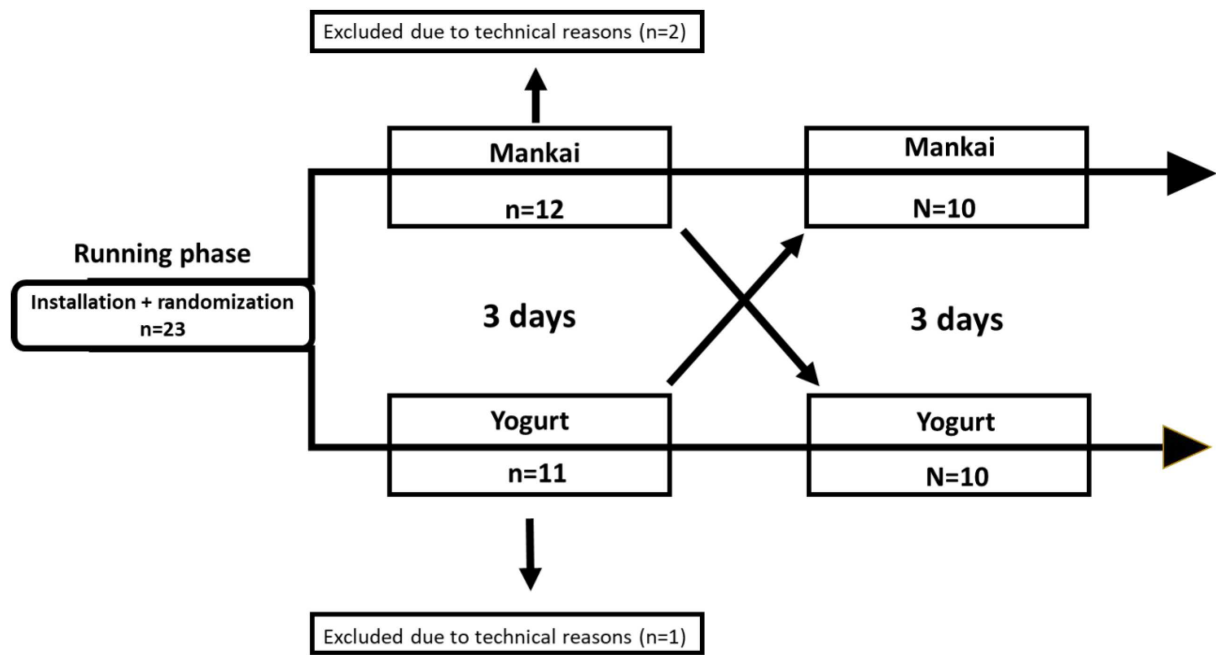 Excluded due to technical reasons (n=2)
Mankai
n=12
Mankai
N=10
Running phase
Installation + randomization
n=23
3 days
3 days
Yogurt
n=11
Yogurt
N=10
Excluded due to technical reasons (n=1)